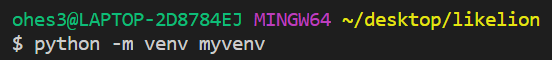 ohes3@LAPTOP-2D8784EJ MINGW64 ~/desktop/likelion
$ python -m venv myvenv